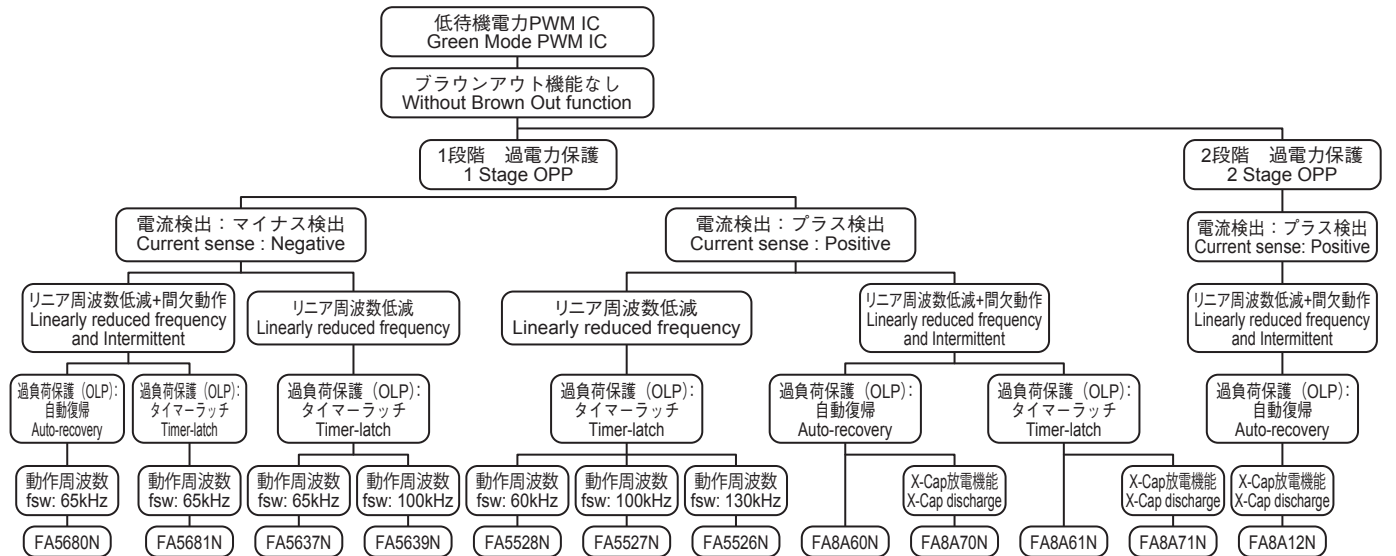 低待機電力PWM IC
Green Mode PWM IC
ブラウンアウト機能なし
Without Brown Out function
1段階　過電力保護
1 Stage OPP
2段階　過電力保護
2 Stage OPP
電流検出：マイナス検出
Current sense : Negative
電流検出：プラス検出
Current sense : Positive
電流検出：プラス検出
Current sense: Positive
リニア周波数低減+間欠動作
Linearly reduced frequency
and Intermittent
リニア周波数低減
Linearly reduced frequency
リニア周波数低減
Linearly reduced frequency
リニア周波数低減+間欠動作
Linearly reduced frequency
and Intermittent
リニア周波数低減+間欠動作
Linearly reduced frequency
and Intermittent
過負荷保護（OLP）：
自動復帰
Auto-recovery
過負荷保護（OLP）：
タイマーラッチ
Timer-latch
過負荷保護（OLP）：
タイマーラッチ
Timer-latch
過負荷保護（OLP）：
タイマーラッチ
Timer-latch
過負荷保護（OLP）：
自動復帰
Auto-recovery
過負荷保護（OLP）：
タイマーラッチ
Timer-latch
過負荷保護（OLP）：
自動復帰
Auto-recovery
動作周波数
fsw: 65kHz
動作周波数
fsw: 65kHz
動作周波数
fsw: 65kHz
動作周波数
fsw: 100kHz
動作周波数
fsw: 60kHz
動作周波数
fsw: 100kHz
動作周波数
fsw: 130kHz
X-Cap放電機能
X-Cap discharge
X-Cap放電機能
X-Cap discharge
X-Cap放電機能
X-Cap discharge
FA5680N
FA5681N
FA5637N
FA5639N
FA5528N
FA5527N
FA5526N
FA8A60N
FA8A70N
FA8A61N
FA8A71N
FA8A12N